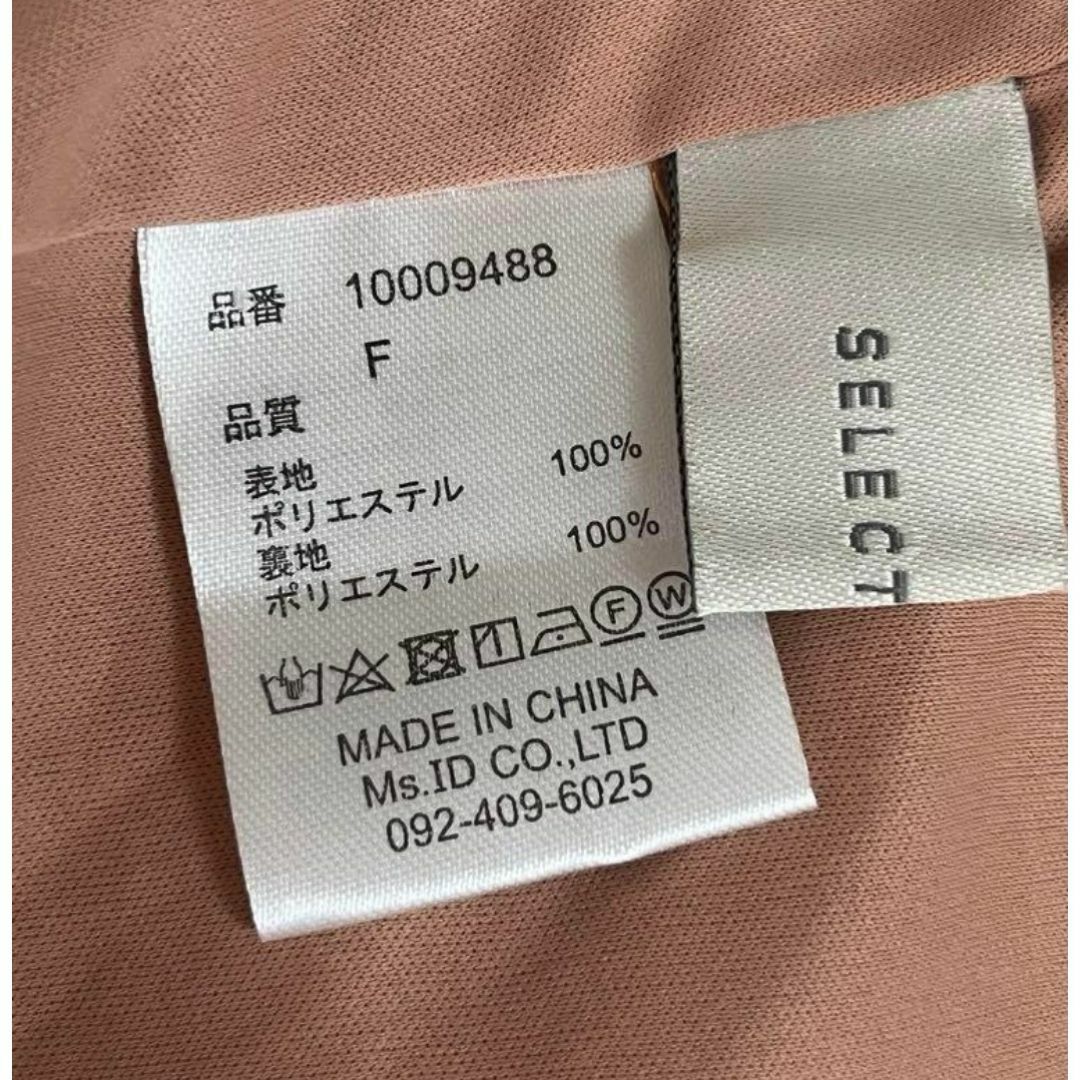 品番 10009488
F
品質
表地
ポリエステル 100%
裏地
ポリエステル 100%
F W
MADE IN CHINA
Ms.ID CO.,LTD
092-409-6025
SELECT